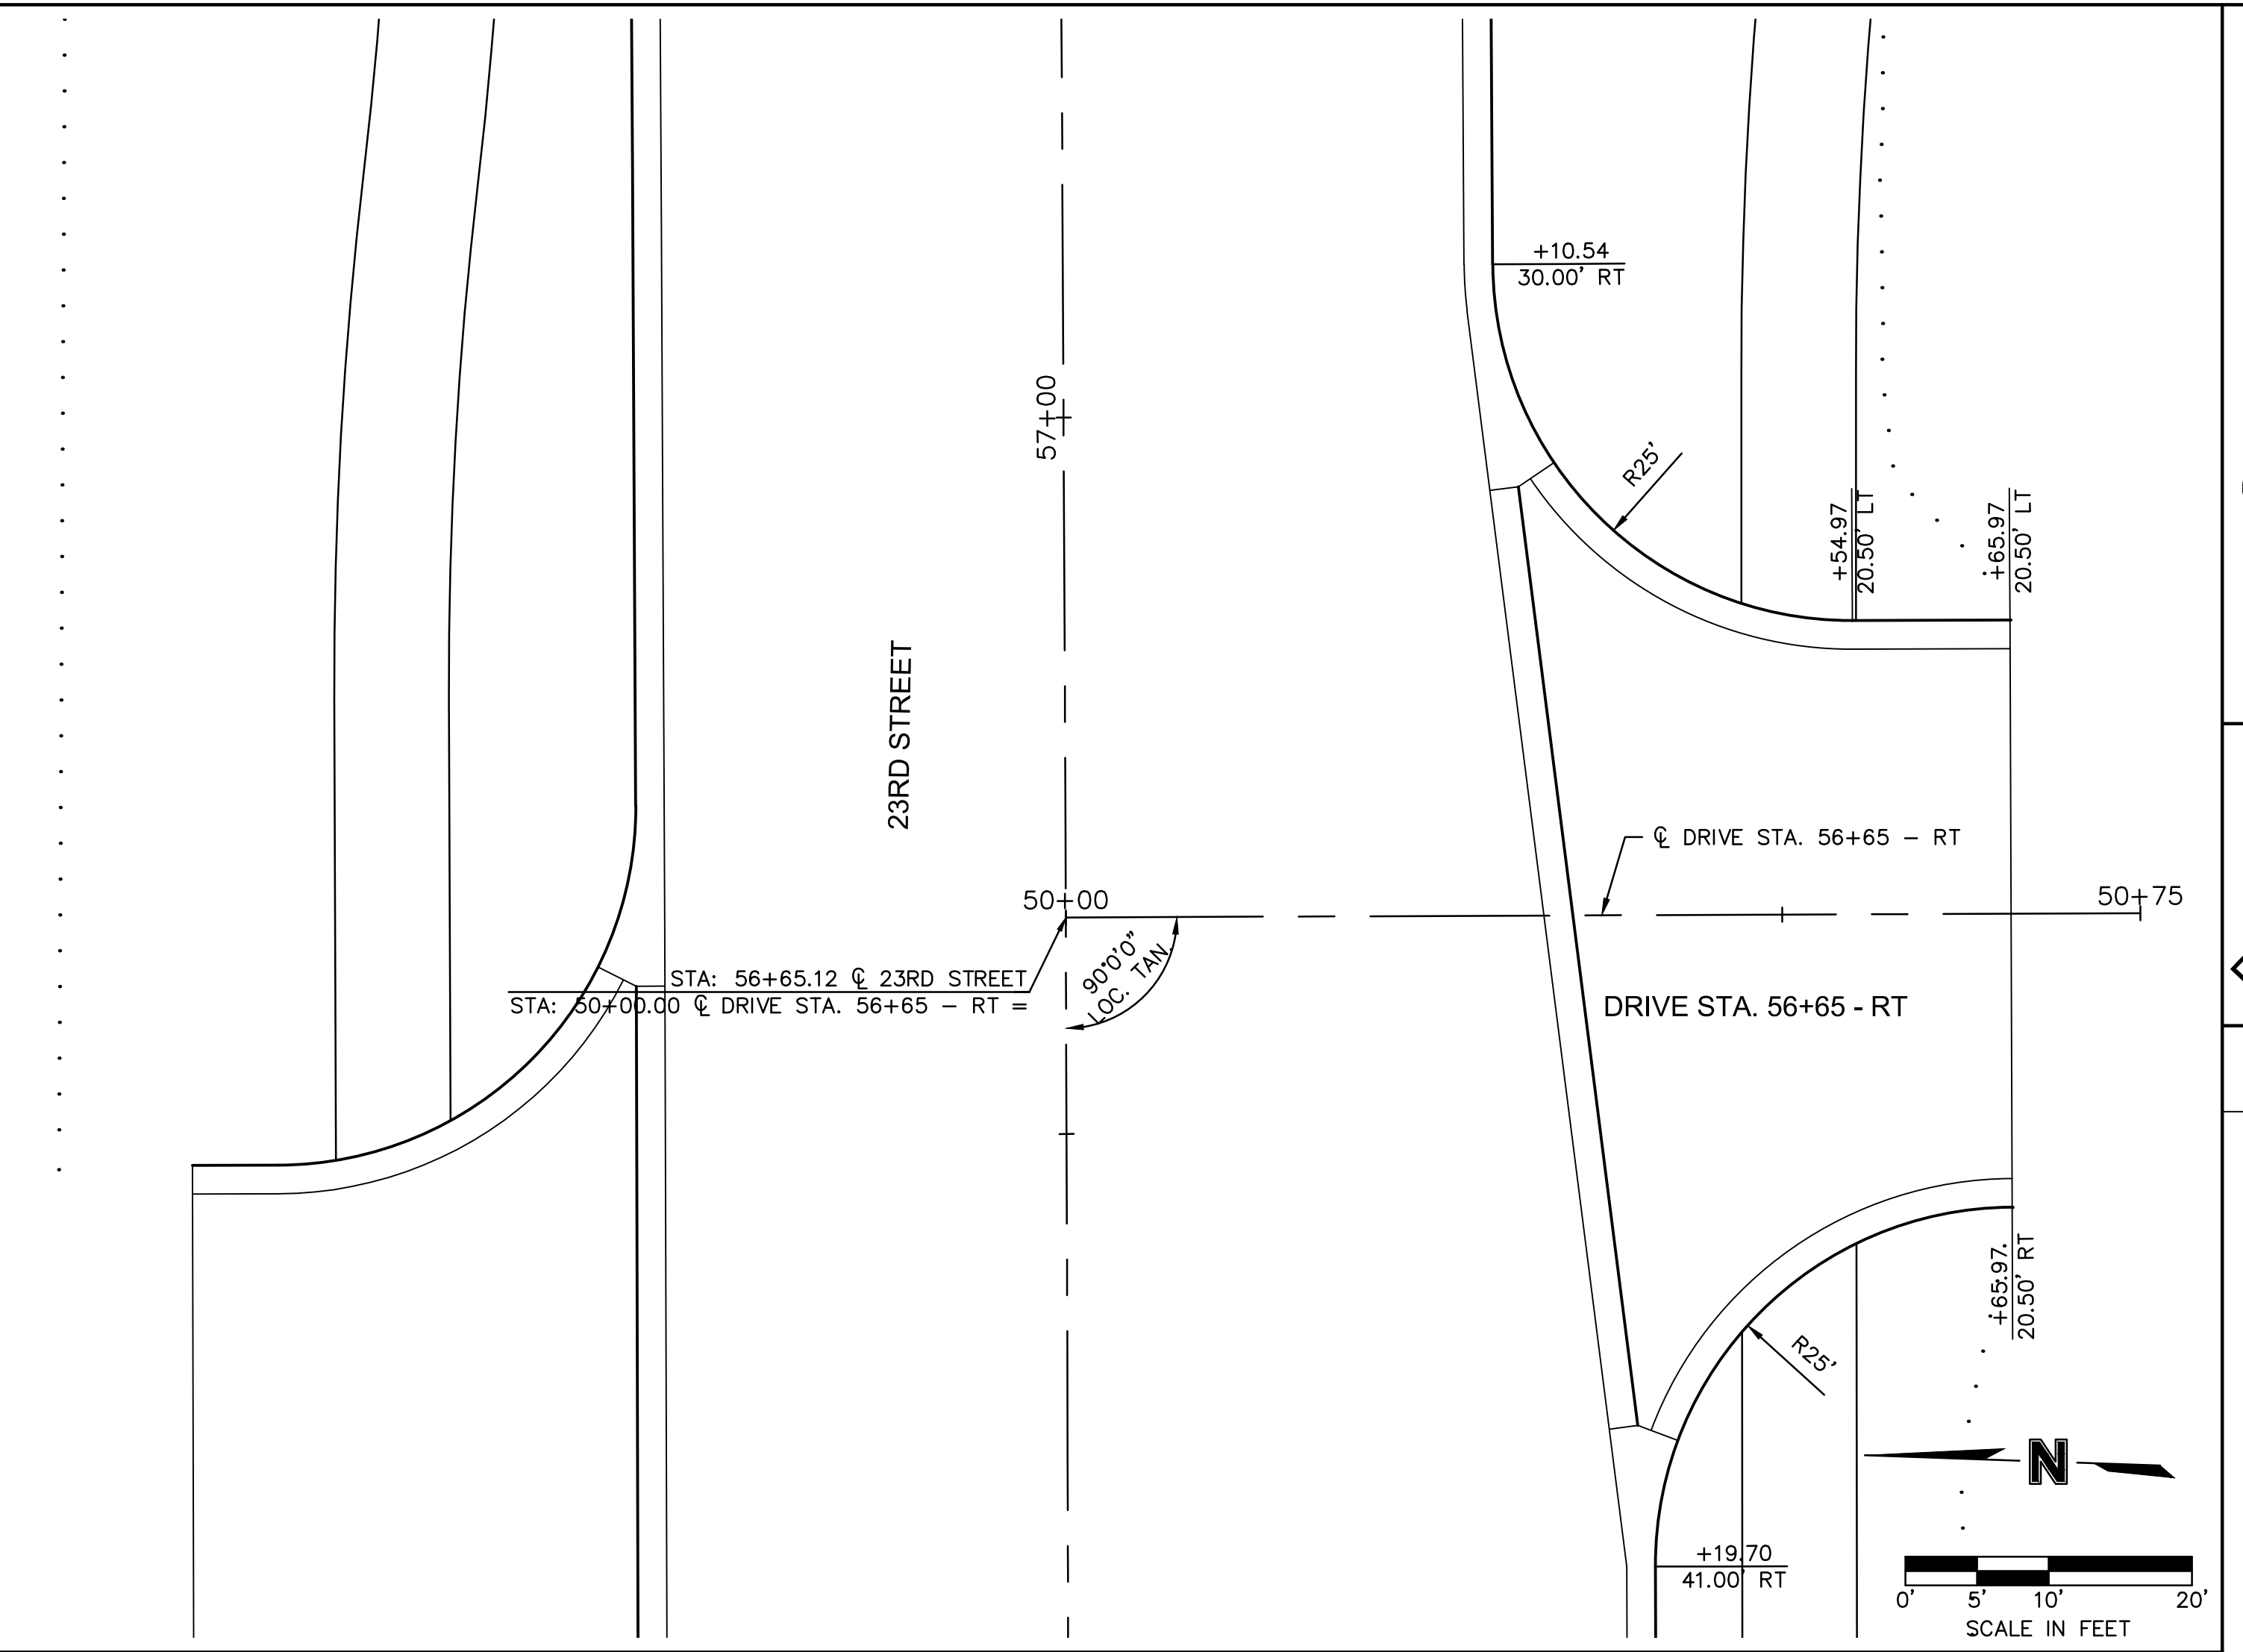 +10.54
30.00' RT
57+00
R25'
+54.97
20.50' LT
+65.97
20.50' LT
23RD STREET
℄ DRIVE STA. 56+65 – RT
50+00
50+75
90°0'0"
LOC. TAN.
STA: 56+65.12 ℄ 23RD STREET
STA: 50+00.00 ℄ DRIVE STA. 56+65 – RT =
DRIVE STA. 56+65 - RT
+65.97
20.50' RT
R25'
N
+19.70
41.00' RT
0' 5' 10' 20'
SCALE IN FEET